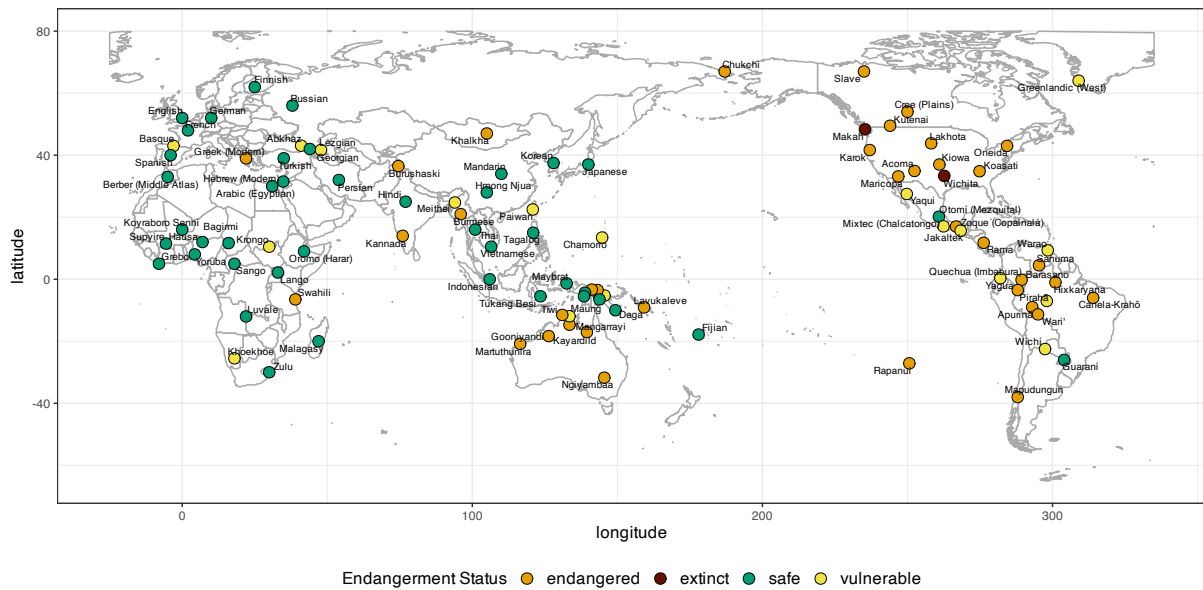 80
40
0
-40
latitude
Chukchi
Slave
Greenlandic (West)
Finnish
Russian
English
German
French
Cree (Plains)
Kutenai
Basque
Abkhaz
Lezgian
Khalkha
Makah
Lakhota
Greek (Modern)
Georgian
Korean
Karok
Oneida
Spanish
Turkish
Burushaski
Mandarin
Japanese
Acoma
Kiowa
Koasati
Berber (Middle Atlas)
Hebrew (Modern)
Arabic (Egyptian)
Persian
Hindi
Hmong Njua
Maricopa
Wichita
Yaqui
Meithei
Paiwan
Otomí (Mezquital)
Koyraboro Senni
Bagirmi
Burmese
Mixtec (Chalcatongo)
Zoque (Copainalá)
Supyire
Hausa
Krongo
Kannada
Thai
Tagalog
Chamorro
Jakaltek
Grebo
Yoruba
Oromo (Harar)
Vietnamese
Rama
Warao
Sango
Lango
Indonesian
Maybrat
Quechua (Imbabura)
Sanuma
Barasano
Swahili
Yagua
Hixkaryana
Luvale
Tukang Besi
Tiwi
Maung
Daga
Lavukaleve
Pirahã
Canela-Krahô
Apurinã
Wari'
Mangarrayi
Gooniyandi
Kayardild
Fijian
Khoekhoe
Malagasy
Martuthunira
Wichí
Zulu
Rapanui
Guaraní
Ngiyambaa
Mapudungun
0
100
200
300
longitude
Endangerment Status endangered extinct safe vulnerable